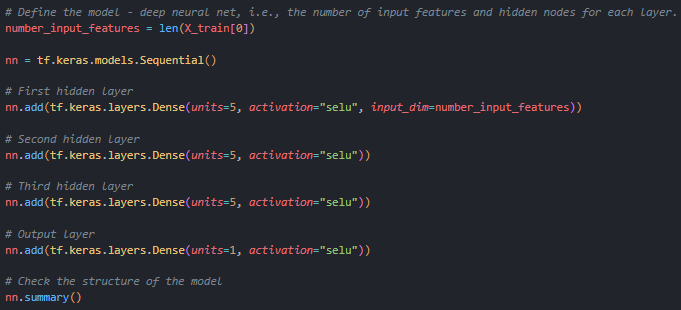 # Define the model - deep neural net, i.e., the number of input features and hidden nodes for each layer.
number_input_features = len(X_train[0])
nn = tf.keras.models.Sequential()
# First hidden layer
nn.add(tf.keras.layers.Dense(units=5, activation="selu", input_dim=number_input_features))
# Second hidden layer
nn.add(tf.keras.layers.Dense(units=5, activation="selu"))
# Third hidden layer
nn.add(tf.keras.layers.Dense(units=5, activation="selu"))
# Output layer
nn.add(tf.keras.layers.Dense(units=1, activation="selu"))
# Check the structure of the model
nn.summary()